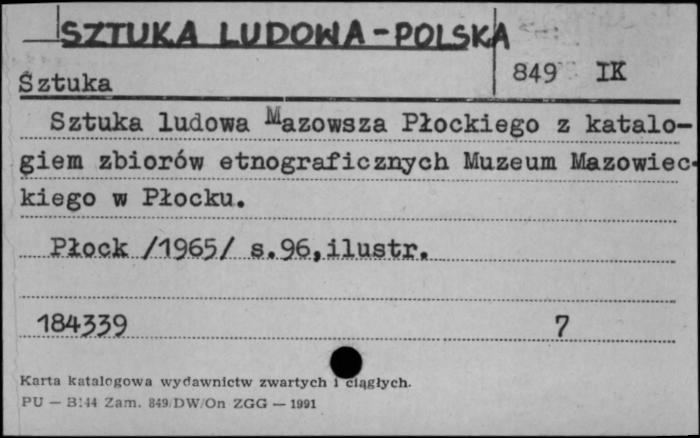 SZTUKA LUDOWA-POLSKA
Sztuka
849 IK
Sztuka ludowa Mazowsza Płockiego z katalo-
giem zbiorów etnograficznych Muzeum Mazowiec-
kiego w Płocku.
Płock /1965/ s.96,ilustr.
184339 7
Karta katalogowa wydawnictw zwartych i ciągłych.
PU — B144 Zam. 849/DW/On ZGG — 1991